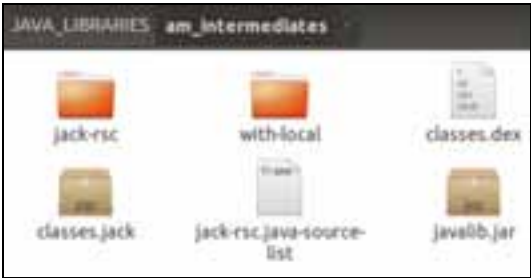 JAVA_LIBRARIES am_intermediates
jack-rsc
with-local
classes.dex
classes.jack
jack-rsc.java-source-
list
javalib.jar